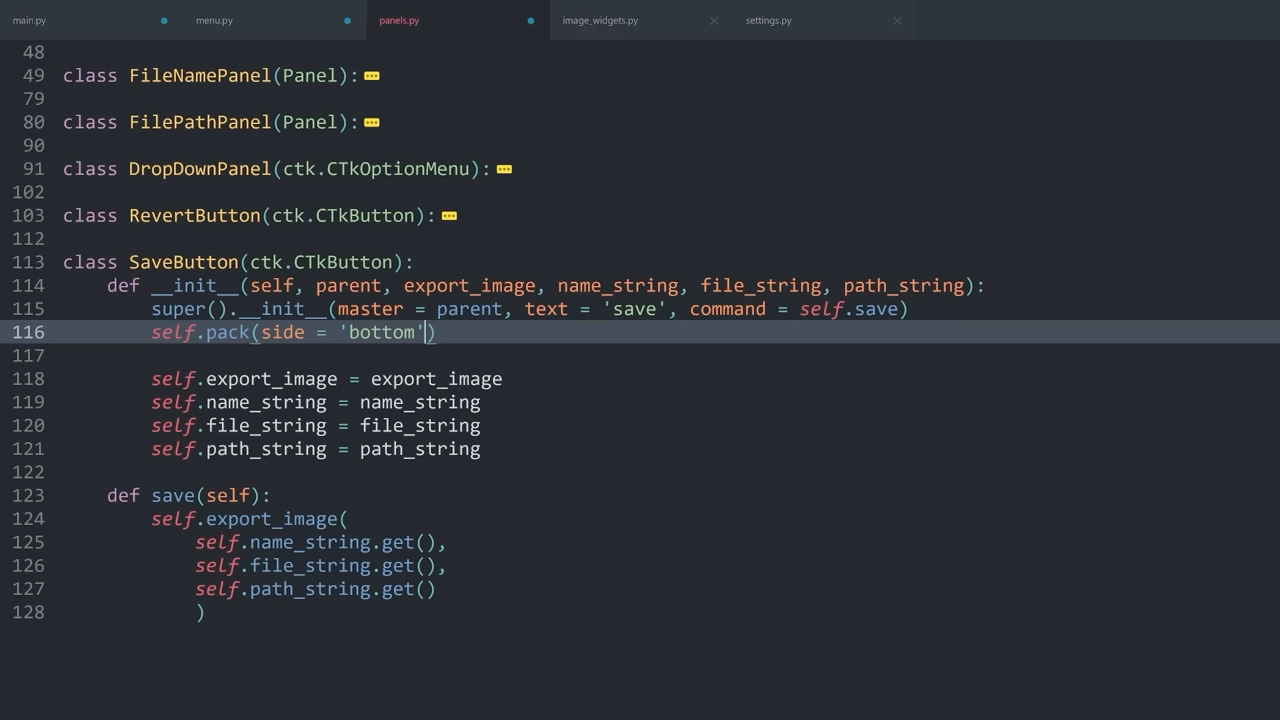 main.py menu.py panels.py image_widgets.py settings.py
48
49 class FileNamePanel(Panel):
79
80 class FilePathPanel(Panel):
90
91 class DropDownPanel(ctk.CTkOptionMenu):
102
103 class RevertButton(ctk.CTkButton):
112
113 class SaveButton(ctk.CTkButton):
114     def __init__(self, parent, export_image, name_string, file_string, path_string):
115         super().__init__(master = parent, text = 'save', command = self.save)
116         self.pack(side = 'bottom')
117
118         self.export_image = export_image
119         self.name_string = name_string
120         self.file_string = file_string
121         self.path_string = path_string
122
123     def save(self):
124         self.export_image(
125             self.name_string.get(),
126             self.file_string.get(),
127             self.path_string.get()
128             )